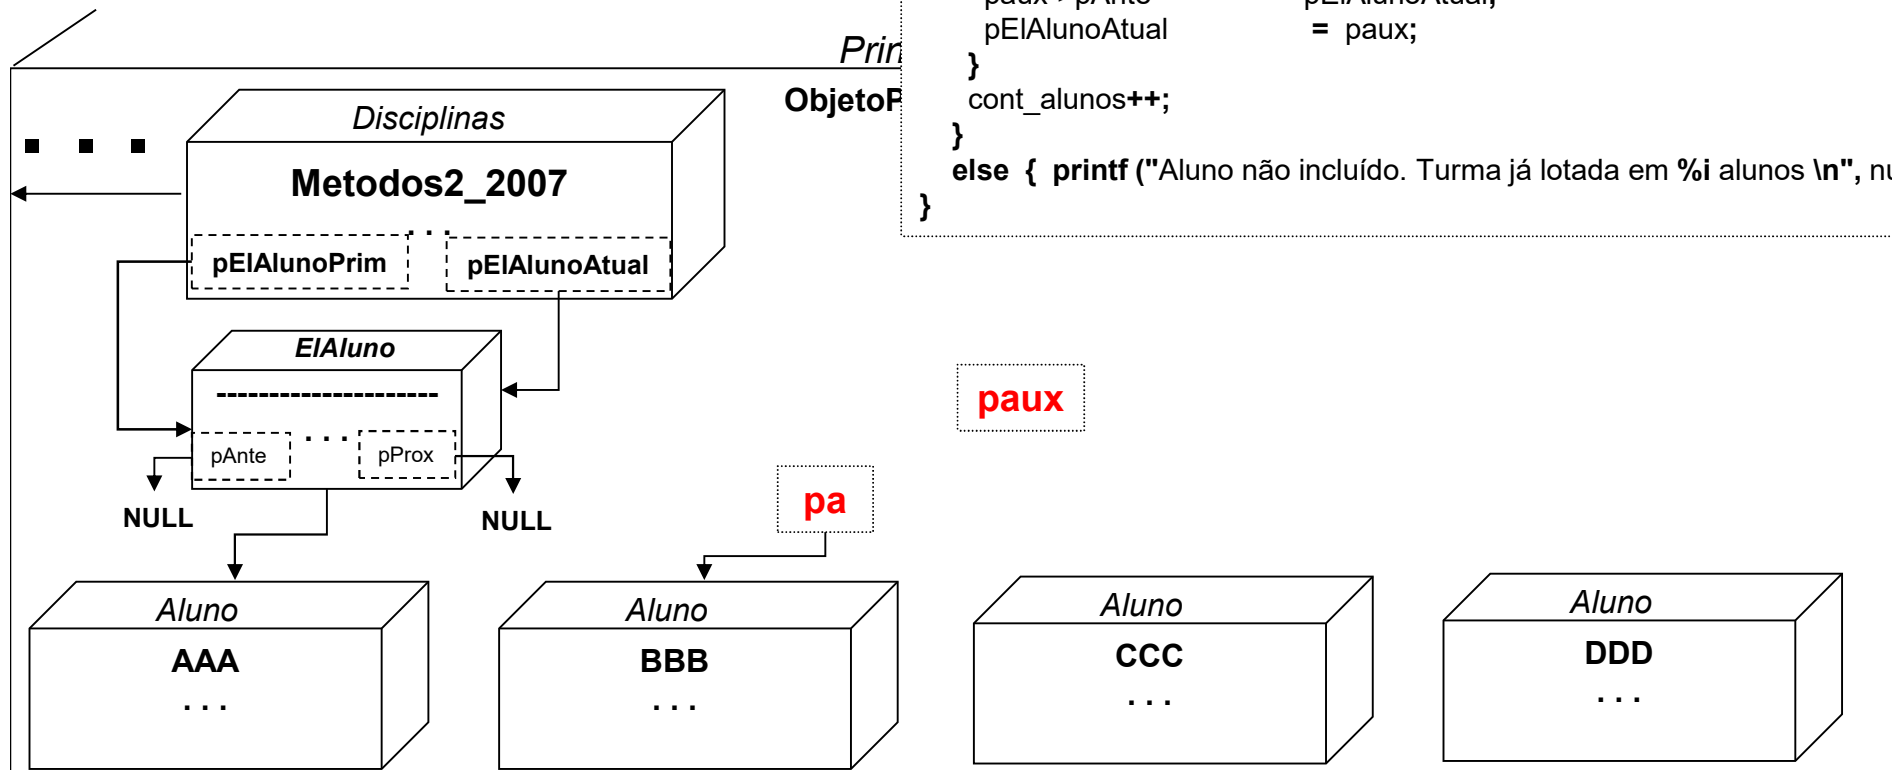 pElAlunoAtual;
pElAlunoAtual = paux;
}
cont_alunos++;
}
else { printf ("Aluno não incluído. Turma já lotada em %i alunos \n",
}
Disciplinas
Metodos2_2007
. . .
pElAlunoPrim
pElAlunoAtual
ElAluno
---------------------
pAnte
. . .
pProx
NULL
NULL
paux
pa
Aluno
AAA
. . .
Aluno
BBB
. . .
Aluno
CCC
. . .
Aluno
DDD
. . .